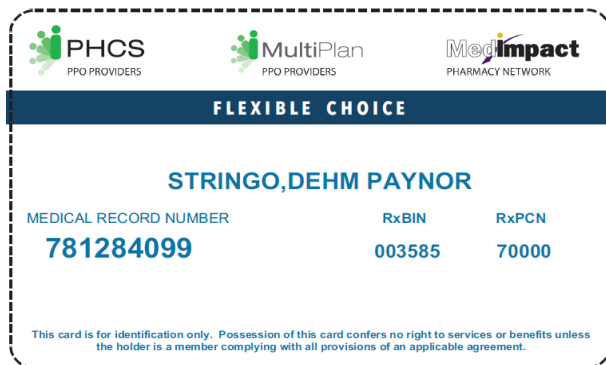 PHCS
PPO PROVIDERS
MultiPlan
PPO PROVIDERS
MedImpact
PHARMACY NETWORK
FLEXIBLE CHOICE
STRINGO,DEHM PAYNOR
MEDICAL RECORD NUMBER
781284099
RxBIN
003585
RxPCN
70000
This card is for identification only. Possession of this card confers no right to services or benefits unless
the holder is a member complying with all provisions of an applicable agreement.